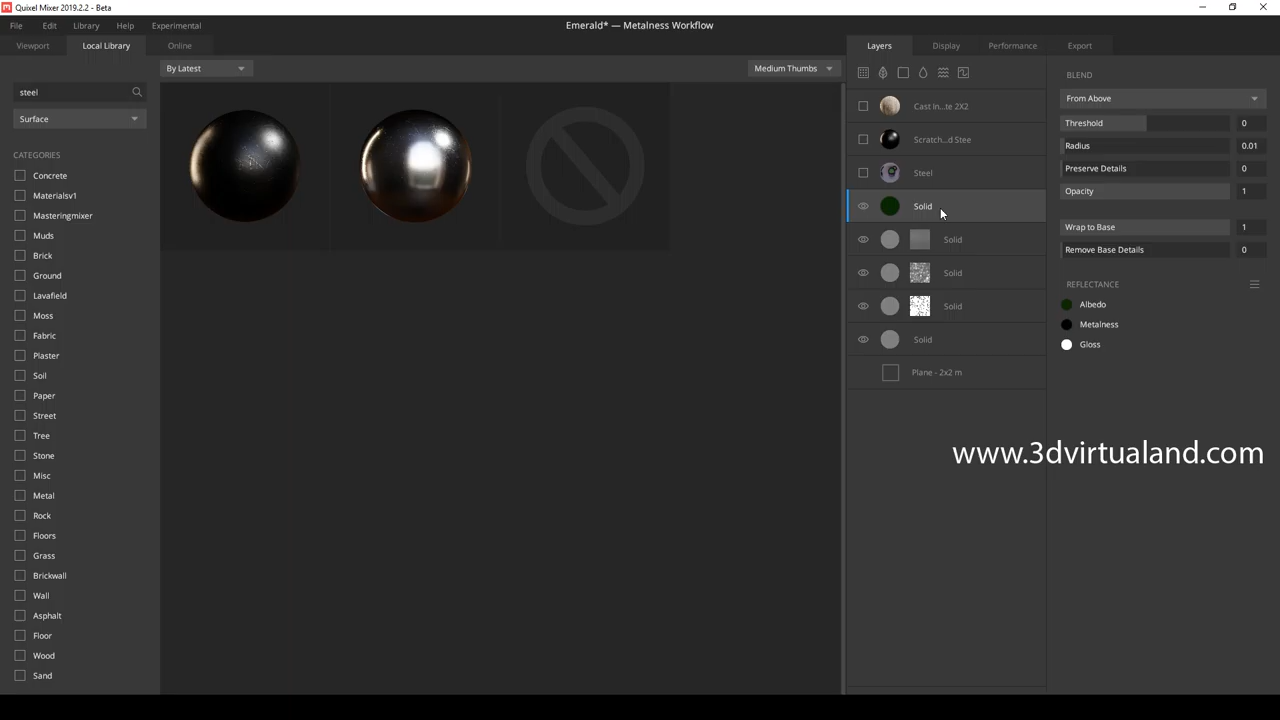 Quixel Mixer 2019.2.2 - Beta
File Edit Library Help Experimental
Emerald* — Metalness Workflow
Viewport Local Library Online
Layers Display Performance Export
By Latest
Medium Thumbs
steel
Surface
CATEGORIES
Concrete
Materialsv1
Masteringmixer
Muds
Brick
Ground
Lavafield
Moss
Fabric
Plaster
Soil
Paper
Street
Tree
Stone
Misc
Metal
Rock
Floors
Grass
Brickwall
Wall
Asphalt
Floor
Wood
Sand
Cast In...te 2X2
Scratch...d Stee
Steel
Solid
Solid
Solid
Solid
Solid
Plane - 2x2 m
BLEND
From Above
Threshold 0
Radius 0.01
Preserve Details 0
Opacity 1
Wrap to Base 1
Remove Base Details 0
REFLECTANCE
Albedo
Metalness
Gloss
www.3dvirtualand.com